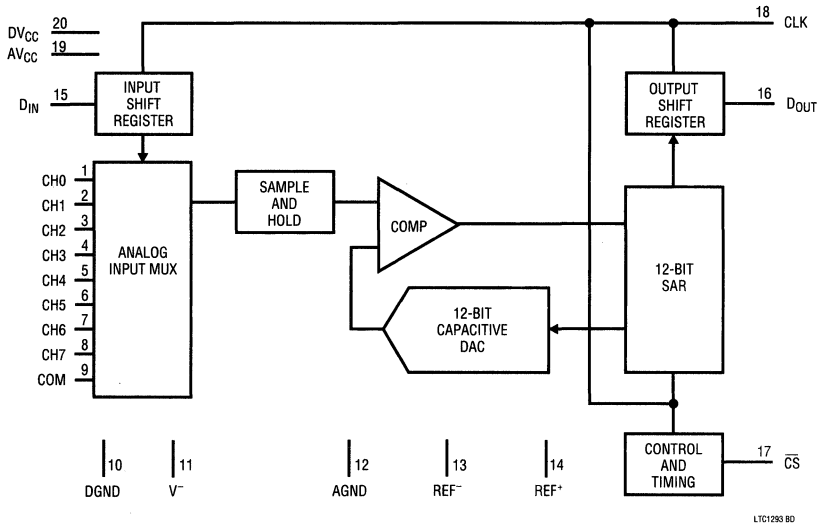 DVCC 20
AVCC 19
18 CLK
DIN 15
INPUT
SHIFT
REGISTER
OUTPUT
SHIFT
REGISTER
16 DOUT
CH0 1
CH1 2
CH2 3
CH3 4
CH4 5
CH5 6
CH6 7
CH7 8
COM 9
ANALOG
INPUT MUX
SAMPLE
AND
HOLD
COMP
12-BIT
CAPACITIVE
DAC
12-BIT
SAR
CONTROL
AND
TIMING
17 C̅S̅
10
DGND
11
V⁻
12
AGND
13
REF⁻
14
REF⁺
LTC1293 BD